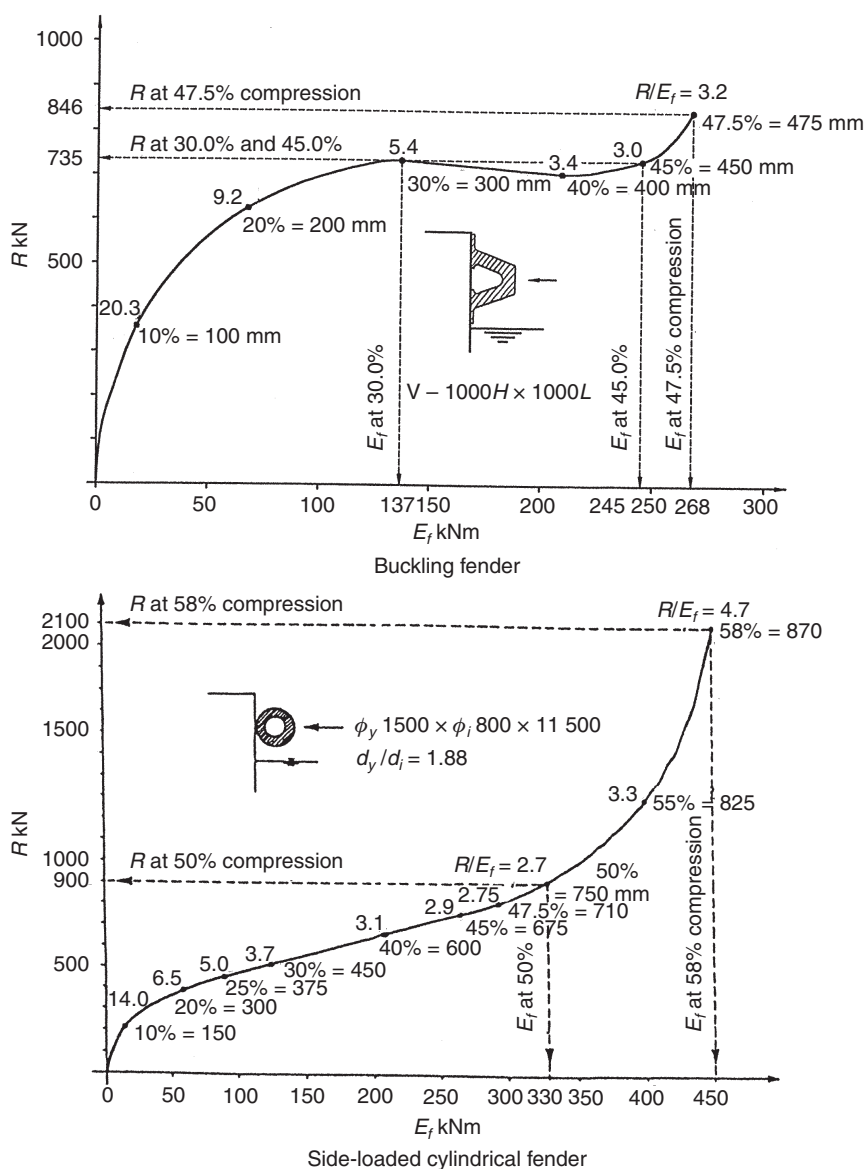 1000
R at 47.5% compression
R/E_f = 3.2
846
47.5% = 475 mm
R at 30.0% and 45.0%
5.4
3.4
3.0
735
30% = 300 mm
40% = 400 mm
45% = 450 mm
9.2
20% = 200 mm
R kN
500
20.3
10% = 100 mm
E_f at 30.0%
E_f at 45.0%
E_f at 47.5% compression
V – 1000H × 1000L
0
50
100
137
150
200
245
250
268
300
E_f kNm
Buckling fender
R at 58% compression
R/E_f = 4.7
2100
2000
58% = 870
1500
ϕ_y 1500 × ϕ_i 800 × 11 500
d_y/d_i = 1.88
3.3
55% = 825
R kN
1000
R at 50% compression
R/E_f = 2.7
50%
= 750 mm
900
2.75
47.5% = 710
2.9
45% = 675
3.1
40% = 600
500
3.7
30% = 450
5.0
25% = 375
6.5
20% = 300
14.0
10% = 150
E_f at 50%
E_f at 58% compression
0
50
100
150
200
250
300
330
350
400
450
E_f kNm
Side-loaded cylindrical fender